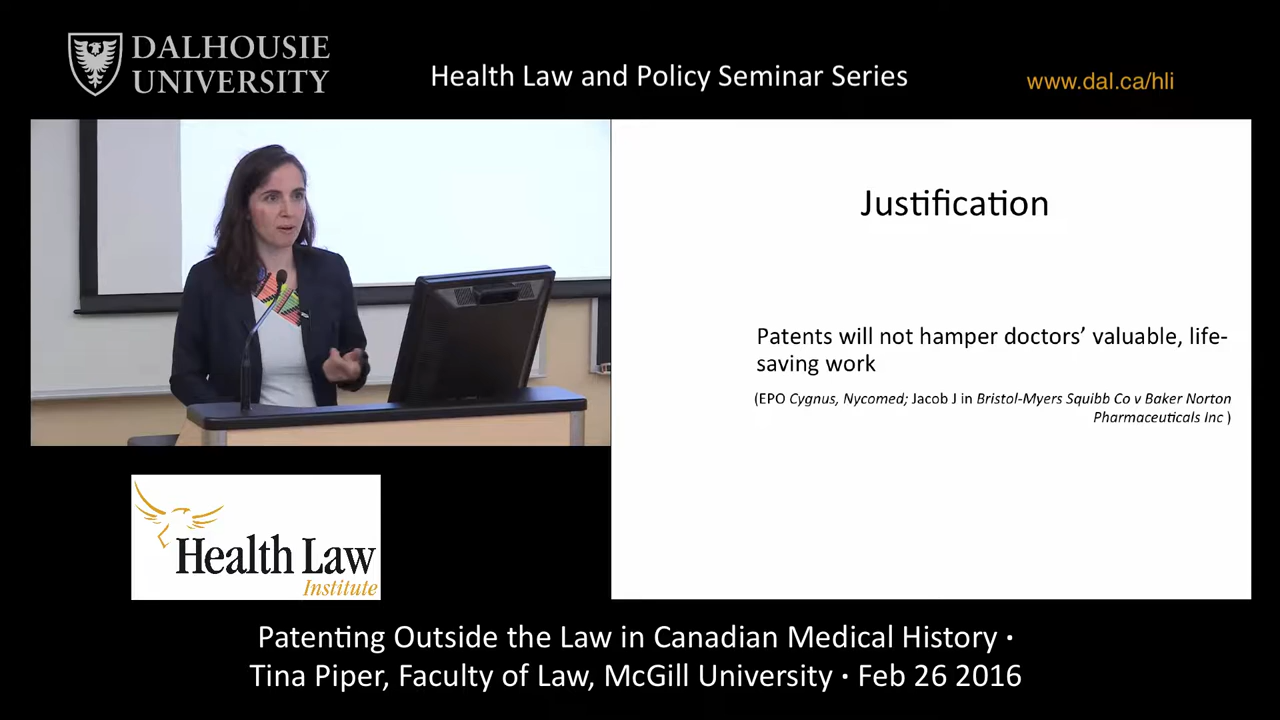 DALHOUSIE
UNIVERSITY
Health Law and Policy Seminar Series
www.dal.ca/hli
Justification
Patents will not hamper doctors’ valuable, life-
saving work
(EPO Cygnus, Nycomed; Jacob J in Bristol-Myers Squibb Co v Baker Norton
Pharmaceuticals Inc )
Health Law
Institute
Patenting Outside the Law in Canadian Medical History ·
Tina Piper, Faculty of Law, McGill University · Feb 26 2016